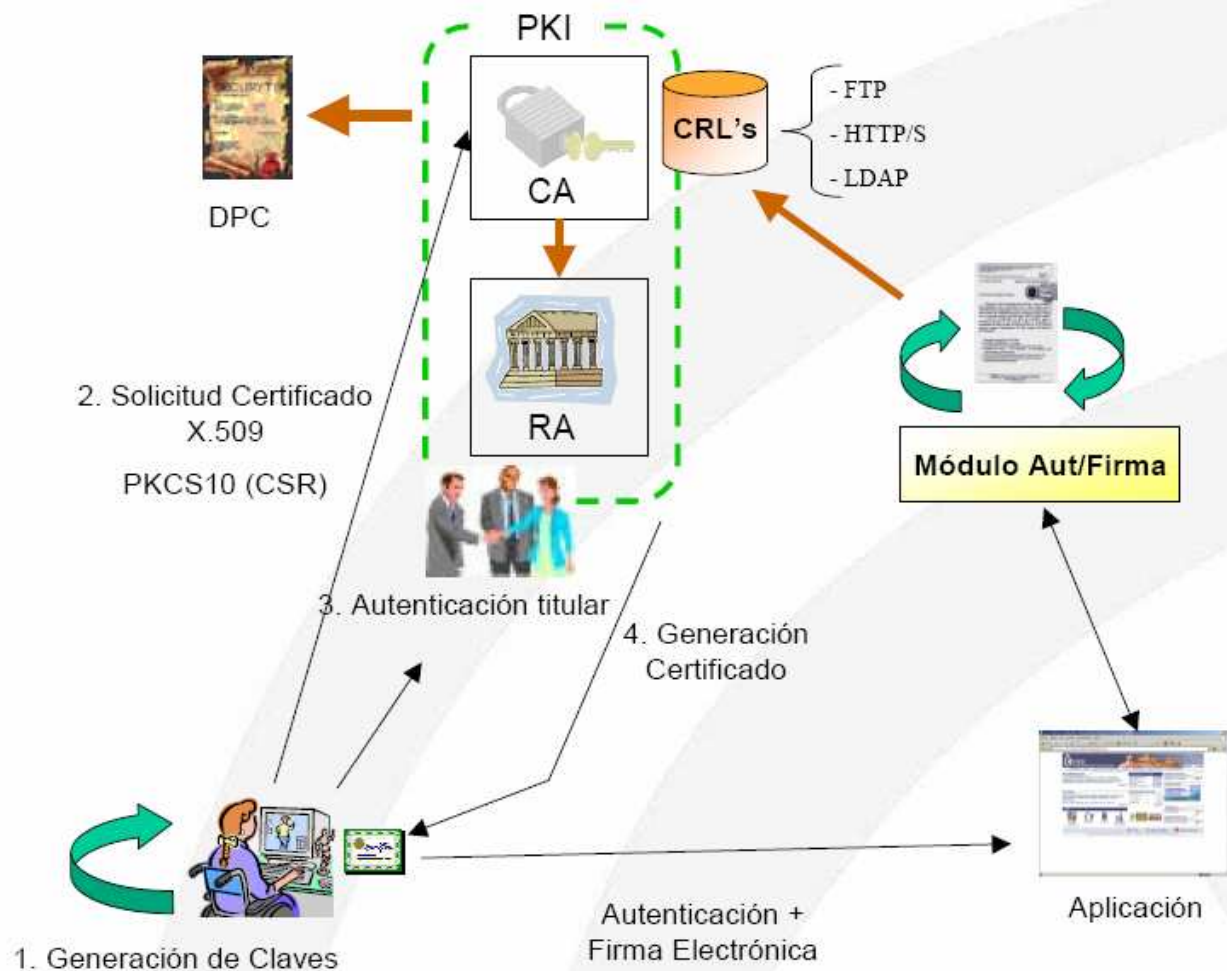 PKI
CRL's
- FTP
- HTTP/S
- LDAP
CA
DPC
RA
2. Solicitud Certificado
X.509
PKCS10 (CSR)
Módulo Aut/Firma
3. Autenticación titular
4. Generación
Certificado
1. Generación de Claves
Autenticación +
Firma Electrónica
Aplicación